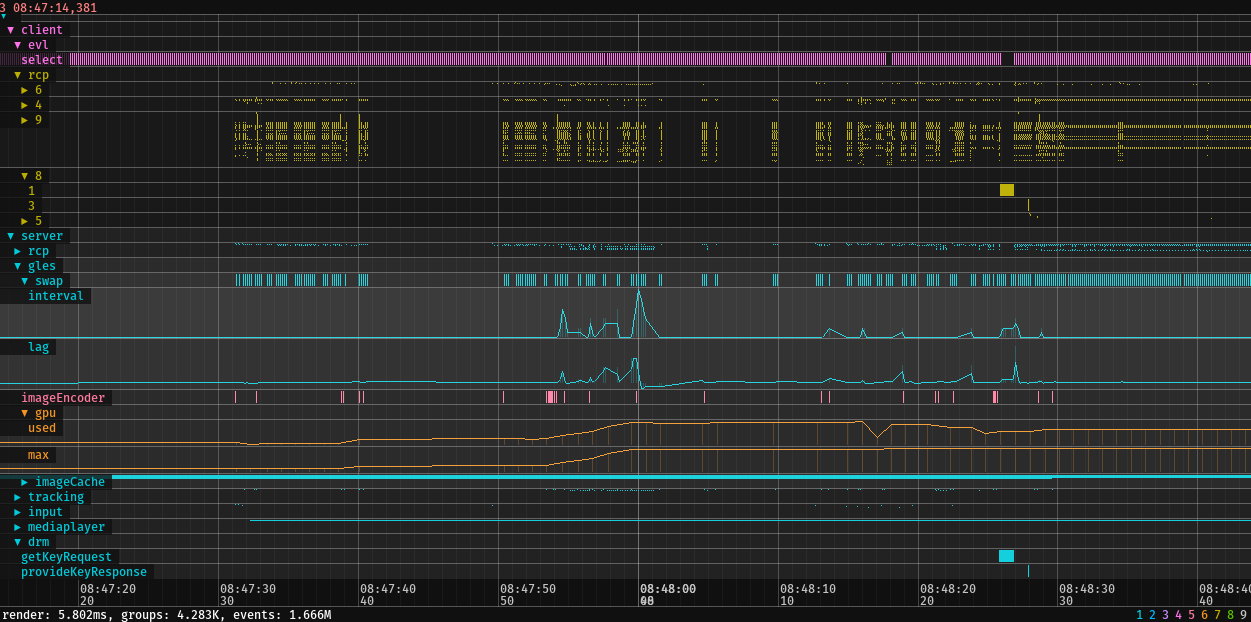 3 08:47:14,381
▼ client
▼ evl
select
▼ rcp
▶ 6
▶ 4
▶ 9
▼ 8
1
3
▶ 5
▼ server
▶ rcp
▼ gles
▼ swap
interval
lag
imageEncoder
▼ gpu
used
max
▶ imageCache
▶ tracking
▶ input
▶ mediaplayer
▼ drm
getKeyRequest
provideKeyResponse
08:47:20 08:47:30 08:47:40 08:47:50 08:48:00 08:48:10 08:48:20 08:48:30 08:48:40
20 30 40 50 10 20 30 40
render: 5.802ms, groups: 4.283K, events: 1.666M 1 2 3 4 5 6 7 8 9